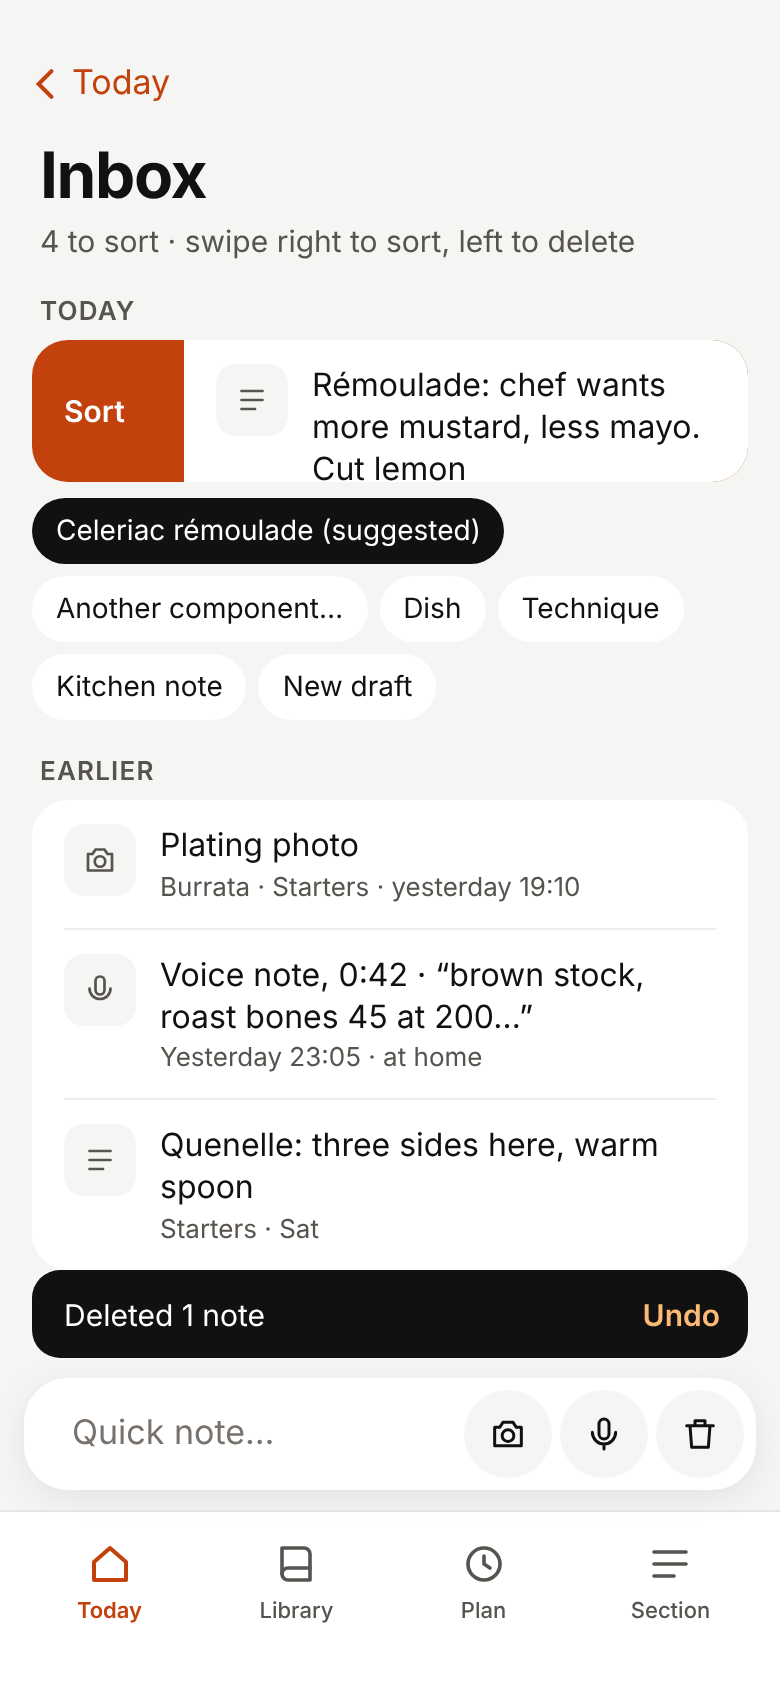 Today
Inbox
4 to sort · swipe right to sort, left to delete
TODAY
Sort
Rémoulade: chef wants
more mustard, less mayo.
Cut lemon
Celeriac rémoulade (suggested)
Another component...
Dish
Technique
Kitchen note
New draft
EARLIER
Plating photo
Burrata · Starters · yesterday 19:10
Voice note, 0:42 · “brown stock,
roast bones 45 at 200...”
Yesterday 23:05 · at home
Quenelle: three sides here, warm
spoon
Starters · Sat
Deleted 1 note
Undo
Quick note...
Today
Library
Plan
Section